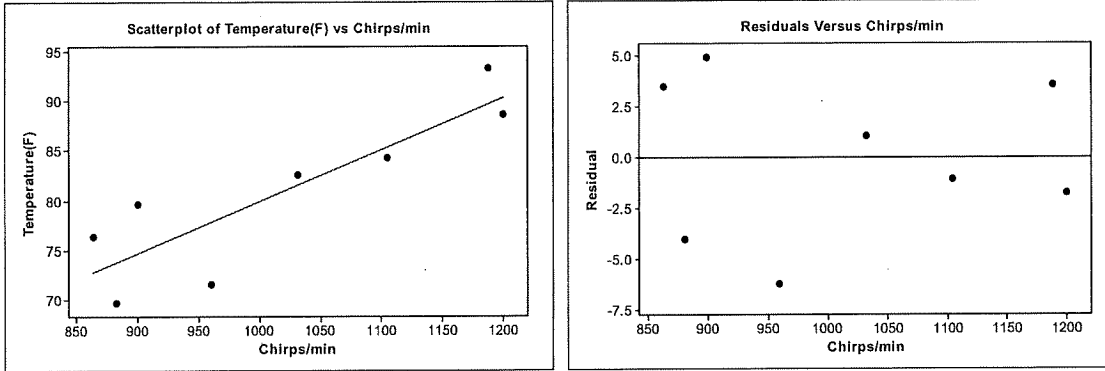 Scatterplot of Temperature(F) vs Chirps/min
95
90
85
80
75
70
Temperature(F)
850 900 950 1000 1050 1100 1150 1200
Chirps/min
Residuals Versus Chirps/min
5.0
2.5
0.0
-2.5
-5.0
-7.5
Residual
850 900 950 1000 1050 1100 1150 1200
Chirps/min